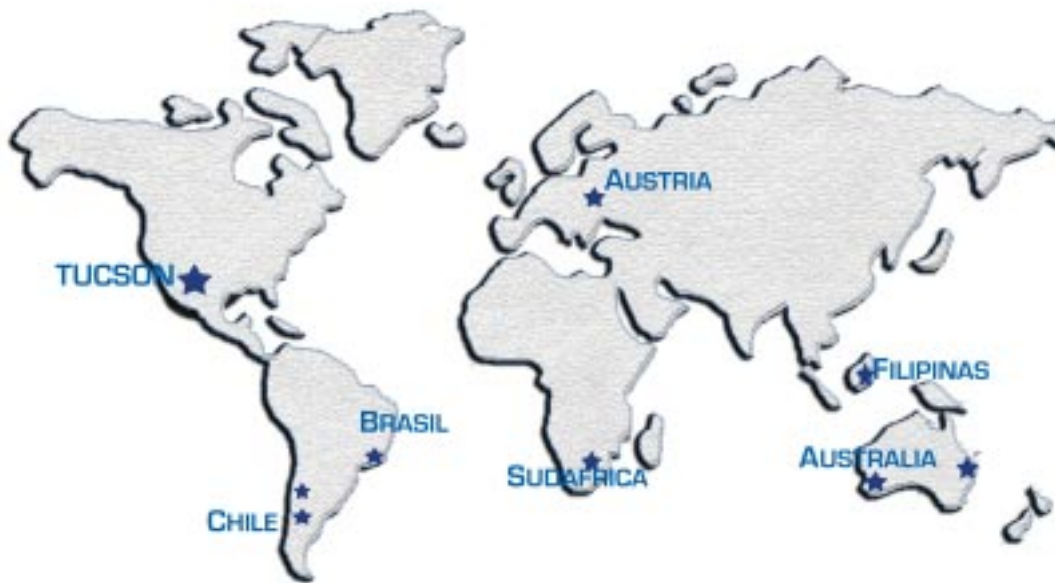 AUSTRIA
TUCSON
FILIPINAS
BRASIL
AUSTRALIA
SUDAFRICA
CHILE